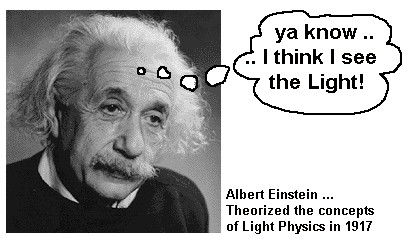 ya know ..
.. I think I see
the Light!
Albert Einstein ...
Theorized the concepts
of Light Physics in 1917